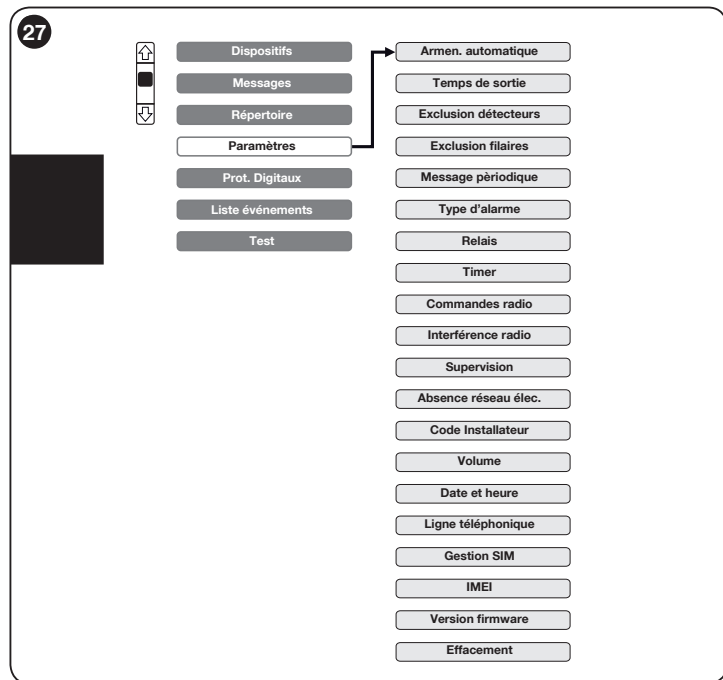 27
Dispositifs
Messages
Répertoire
Paramètres
Prot. Digitaux
Liste événements
Test
Armen. automatique
Temps de sortie
Exclusion détecteurs
Exclusion filaires
Message pèriodique
Type d'alarme
Relais
Timer
Commandes radio
Interférence radio
Supervision
Absence réseau élec.
Code Installateur
Volume
Date et heure
Ligne téléphonique
Gestion SIM
IMEI
Version firmware
Effacement